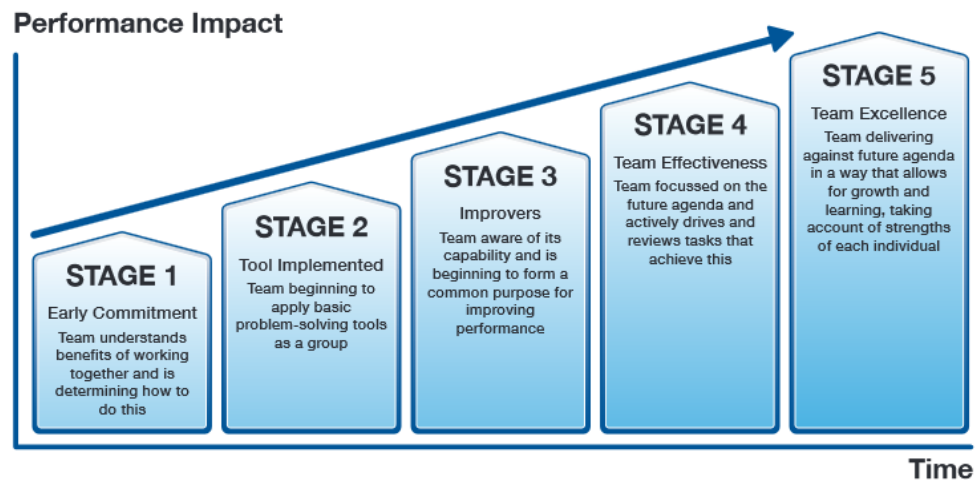 Performance Impact
STAGE 1
Early Commitment
Team understands
benefits of working
together and is
determining how to
do this
STAGE 2
Tool Implemented
Team beginning to
apply basic
problem-solving tools
as a group
STAGE 3
Improvers
Team aware of its
capability and is
beginning to form a
common purpose for
improving
performance
STAGE 4
Team Effectiveness
Team focussed on the
future agenda and
actively drives and
reviews tasks that
achieve this
STAGE 5
Team Excellence
Team delivering
against future agenda
in a way that allows
for growth and
learning, taking
account of strengths
of each individual
Time